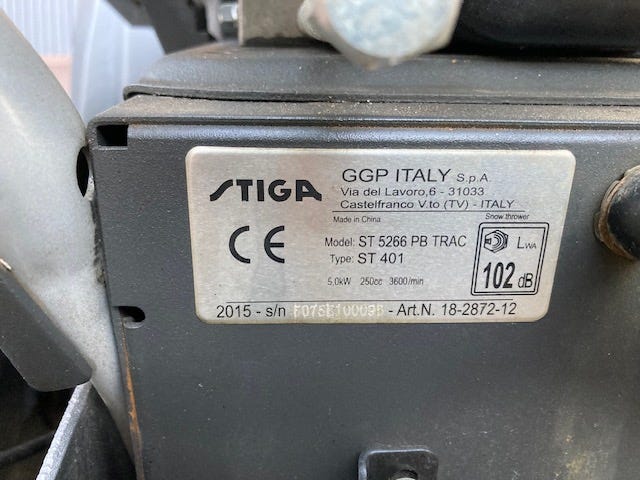 STIGA
GGP ITALY S.p.A
Via del Lavoro,6 - 31033
Castelfranco V.to (TV) - ITALY
Made in China
Snow thrower
CE
Model: ST 5266 PB TRAC
Type: ST 401
5,0kW 250cc 3600/min
LWA
102 dB
2015 - s/n - Art.N. 18-2872-12